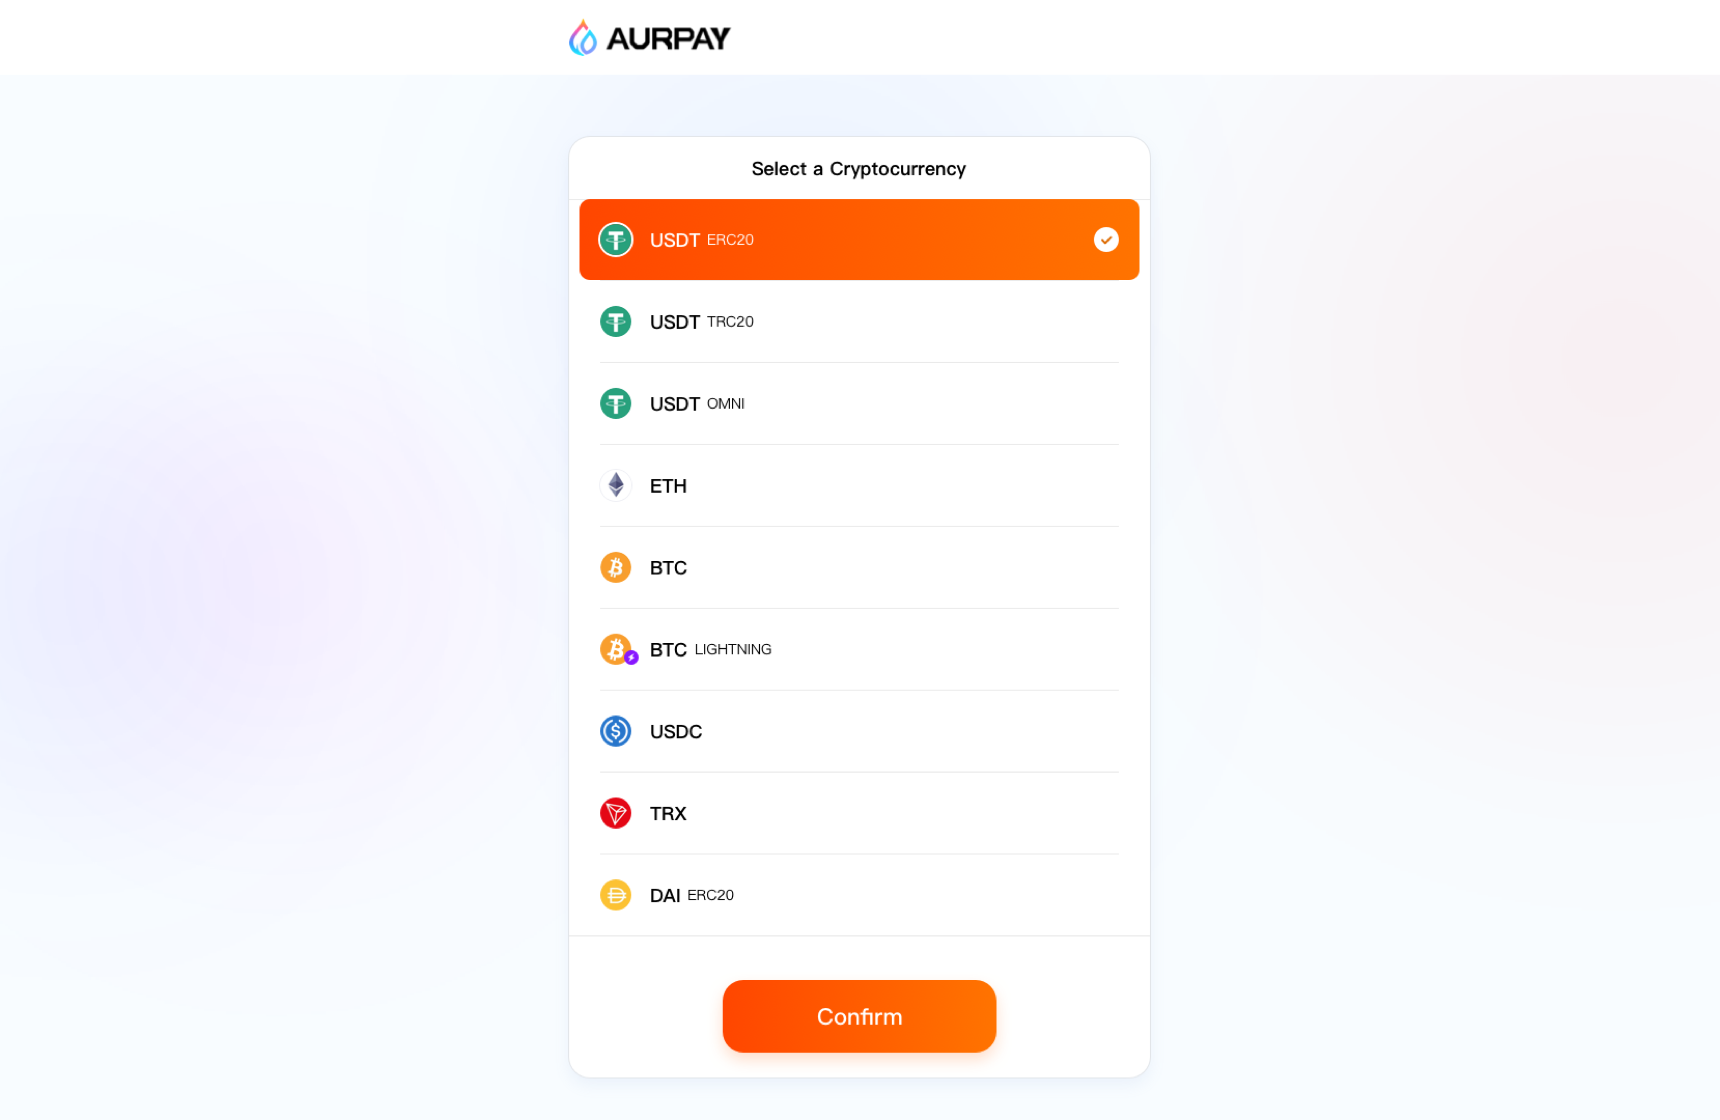 AURPAY
Select a Cryptocurrency
USDT ERC20
USDT TRC20
USDT OMNI
ETH
BTC
BTC LIGHTNING
USDC
TRX
DAI ERC20
Confirm